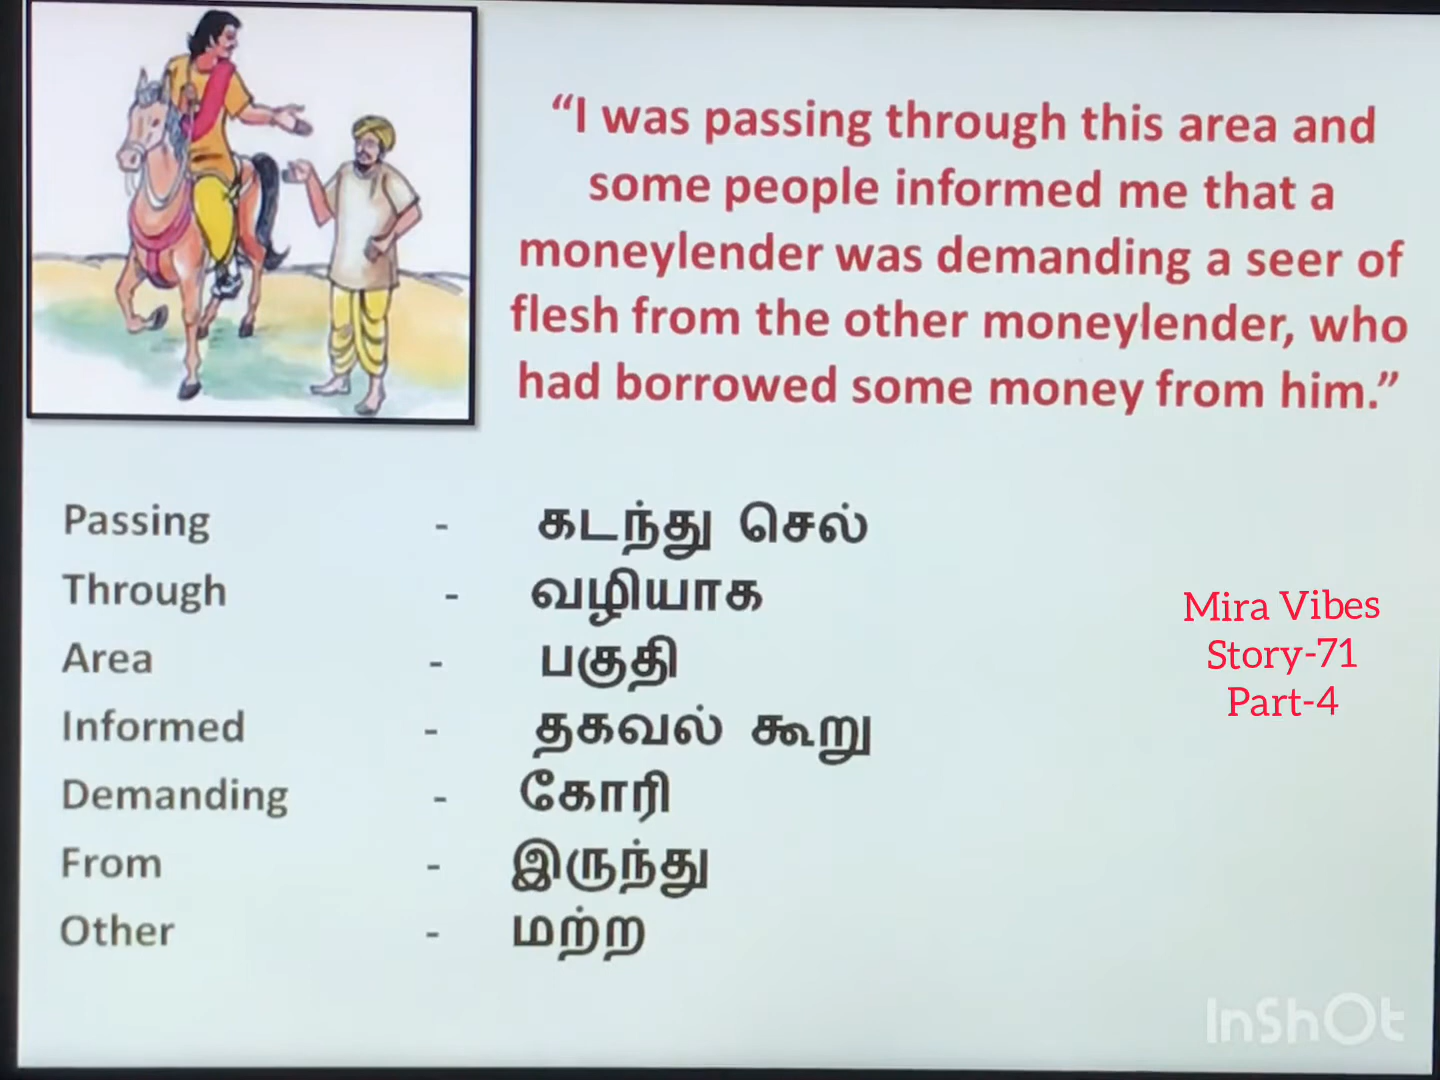 “I was passing through this area and
some people informed me that a
moneylender was demanding a seer of
flesh from the other moneylender, who
had borrowed some money from him.”
Passing - கடந்து செல்
Through - வழியாக
Area - பகுதி
Informed - தகவல் கூறு
Demanding - கோரி
From - இருந்து
Other - மற்ற
Mira Vibes
Story-71
Part-4
InShOt